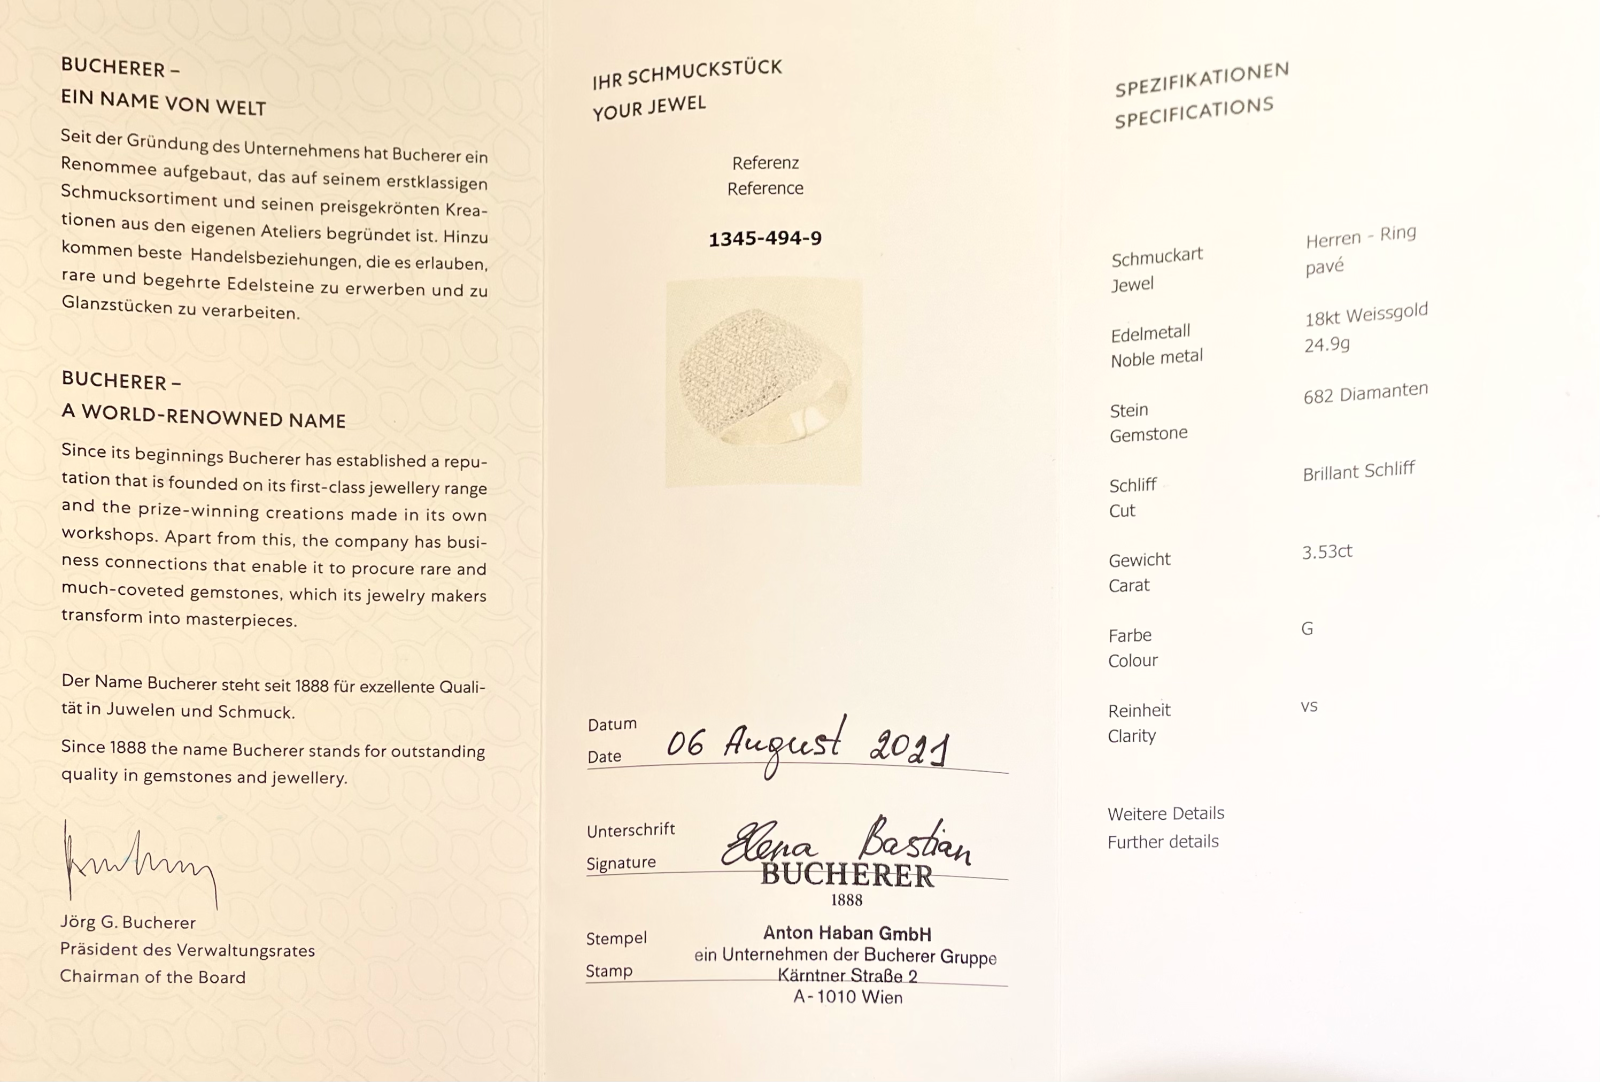 BUCHERER –
EIN NAME VON WELT
Seit der Gründung des Unternehmens hat Bucherer ein
Renommee aufgebaut, das auf seinem erstklassigen
Schmucksortiment und seinen preisgekrönten Krea-
tionen aus den eigenen Ateliers begründet ist. Hinzu
kommen beste Handelsbeziehungen, die es erlauben,
rare und begehrte Edelsteine zu erwerben und zu
Glanzstücken zu verarbeiten.
BUCHERER –
A WORLD-RENOWNED NAME
Since its beginnings Bucherer has established a repu-
tation that is founded on its first-class jewellery range
and the prize-winning creations made in its own
workshops. Apart from this, the company has busi-
ness connections that enable it to procure rare and
much-coveted gemstones, which its jewelry makers
transform into masterpieces.
Der Name Bucherer steht seit 1888 für exzellente Quali-
tät in Juwelen und Schmuck.
Since 1888 the name Bucherer stands for outstanding
quality in gemstones and jewellery.
Jörg G. Bucherer
Präsident des Verwaltungsrates
Chairman of the Board
IHR SCHMUCKSTÜCK
YOUR JEWEL
Referenz
Reference
1345-494-9
Datum
Date 06 August 2021
Unterschrift
Signature Elena Bastian
BUCHERER
1888
Stempel
Stamp
Anton Haban GmbH
ein Unternehmen der Bucherer Gruppe
Kärntner Straße 2
A-1010 Wien
SPEZIFIKATIONEN
SPECIFICATIONS
Schmuckart Herren - Ring
Jewel pavé
Edelmetall 18kt Weissgold
Noble metal 24.9g
Stein 682 Diamanten
Gemstone
Schliff Brillant Schliff
Cut
Gewicht 3.53ct
Carat
Farbe G
Colour
Reinheit VS
Clarity
Weitere Details
Further details